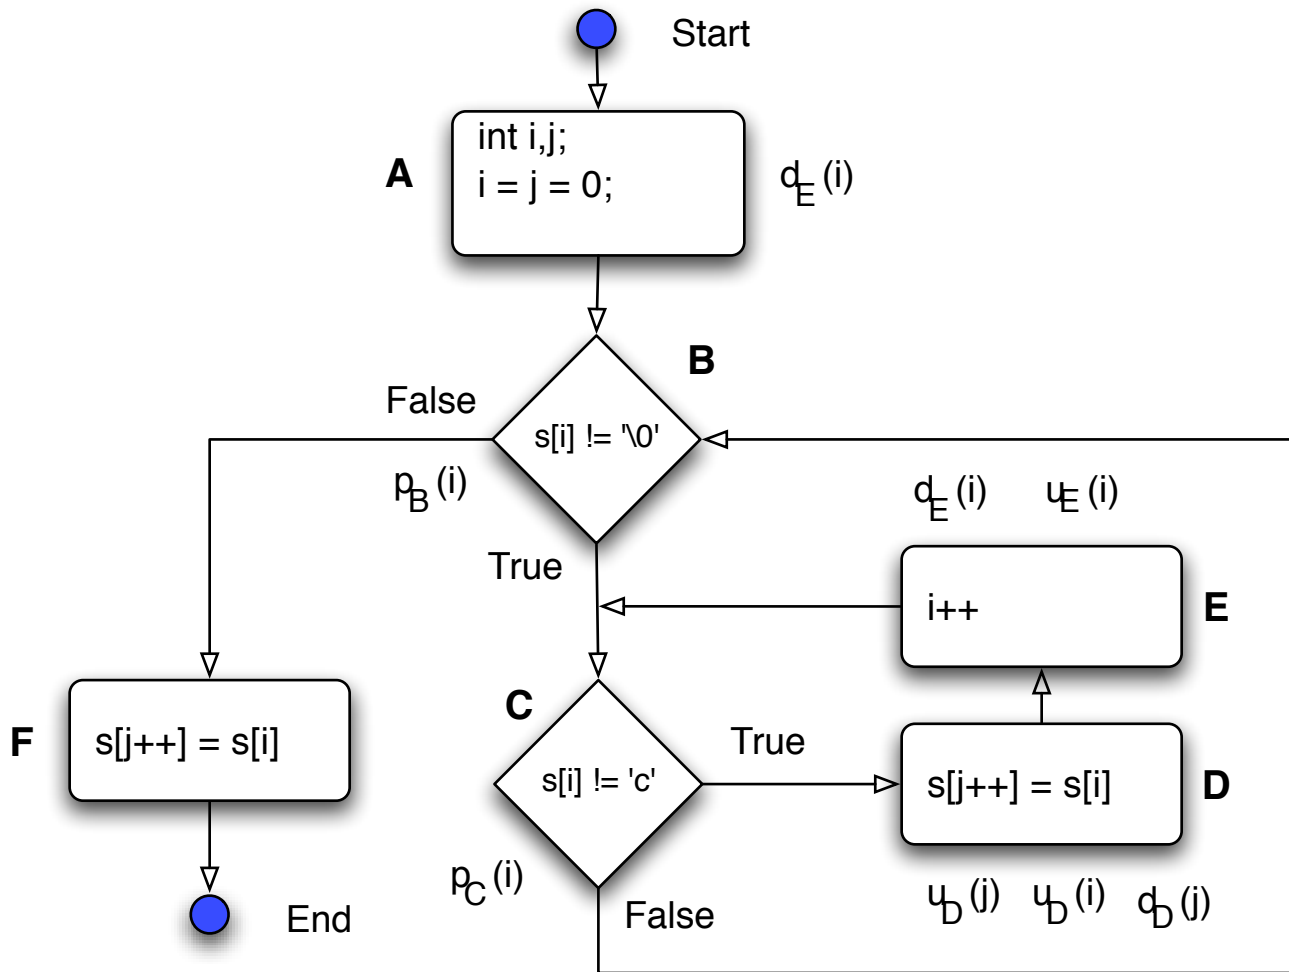 Start
int i,j;
i = j = 0;
A
dE(i)
B
False
s[i] != '\0'
pB(i)
dE(i) uE(i)
True
i++
E
C
F
s[j++] = s[i]
True
s[i] != 'c'
s[j++] = s[i]
D
pC(i)
uD(j) uD(i) dD(j)
False
End